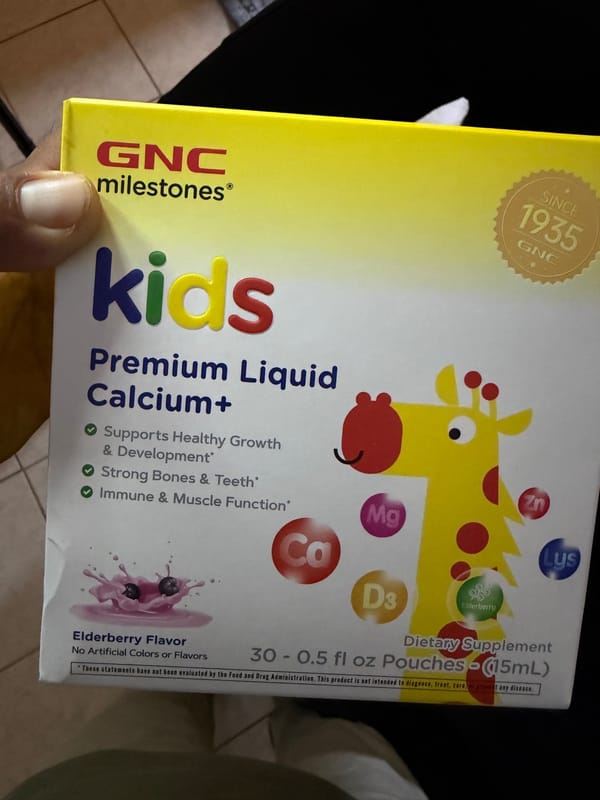 GNC
milestones®
SINCE
1935
GNC
kids
Premium Liquid
Calcium+
Supports Healthy Growth
& Development*
Strong Bones & Teeth*
Immune & Muscle Function*
Mg
Zn
Ca
Lys
D3
Elderberry
Elderberry Flavor
No Artificial Colors or Flavors
Dietary Supplement
30 - 0.5 fl oz Pouches - (15mL)
* These statements have not been evaluated by the Food and Drug Administration. This product is not intended to diagnose, treat, cure, or prevent any disease.